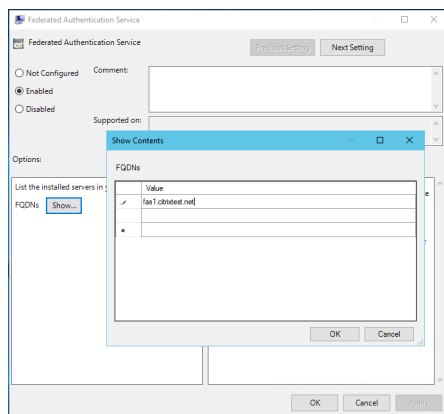 Federated Authentication Service
Federated Authentication Service
Previous Setting
Next Setting
Not Configured
Comment:
Enabled
Disabled
Supported on:
Show Contents
FQDNs
Value
fas1.citrixtest.net
OK
Cancel
Options:
List the installed servers in
FQDNs
Show...
OK
Cancel
Apply